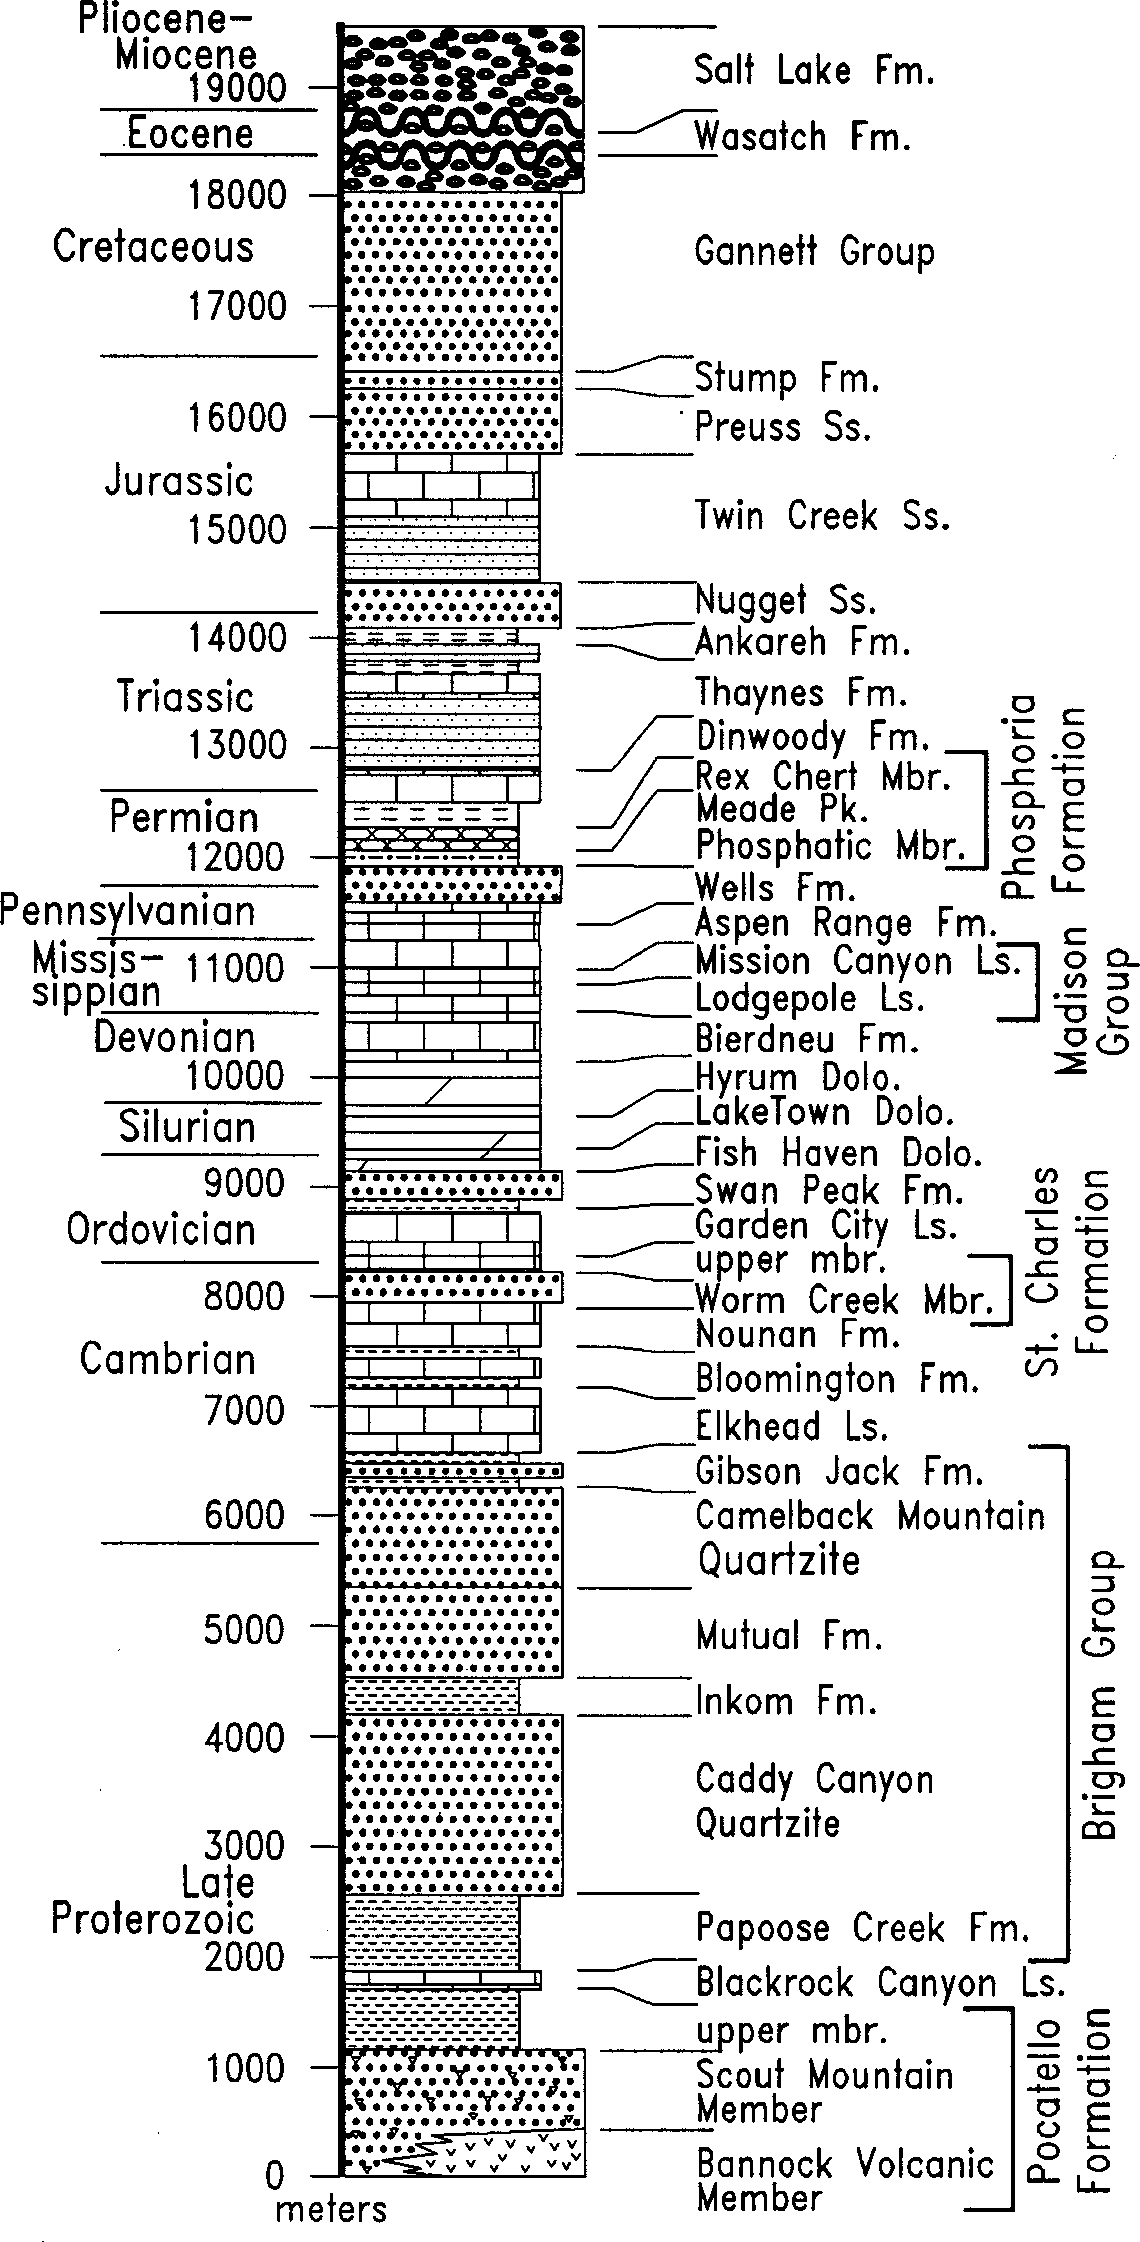 Pliocene-
Miocene
19000
Eocene
18000
Cretaceous
17000
16000
Jurassic
15000
14000
Triassic
13000
Permian
12000
Pennsylvanian
Missis-
sippian
11000
Devonian
10000
Silurian
9000
Ordovician
8000
Cambrian
7000
6000
5000
4000
3000
Late
Proterozoic
2000
1000
0
meters
Salt Lake Fm.
Wasatch Fm.
Gannett Group
Stump Fm.
Preuss Ss.
Twin Creek Ss.
Nugget Ss.
Ankareh Fm.
Thaynes Fm.
Dinwoody Fm.
Rex Chert Mbr.
Meade Pk.
Phosphatic Mbr.
Wells Fm.
Aspen Range Fm.
Mission Canyon Ls.
Lodgepole Ls.
Bierdneu Fm.
Hyrum Dolo.
LakeTown Dolo.
Fish Haven Dolo.
Swan Peak Fm.
Garden City Ls.
upper mbr.
Worm Creek Mbr.
Nounan Fm.
Bloomington Fm.
Elkhead Ls.
Gibson Jack Fm.
Camelback Mountain
Quartzite
Mutual Fm.
Inkom Fm.
Caddy Canyon
Quartzite
Papoose Creek Fm.
Blackrock Canyon Ls.
upper mbr.
Scout Mountain
Member
Bannock Volcanic
Member
Phosphoria
Formation
Madison
Group
St. Charles
Formation
Brigham Group
Pocatello
Formation